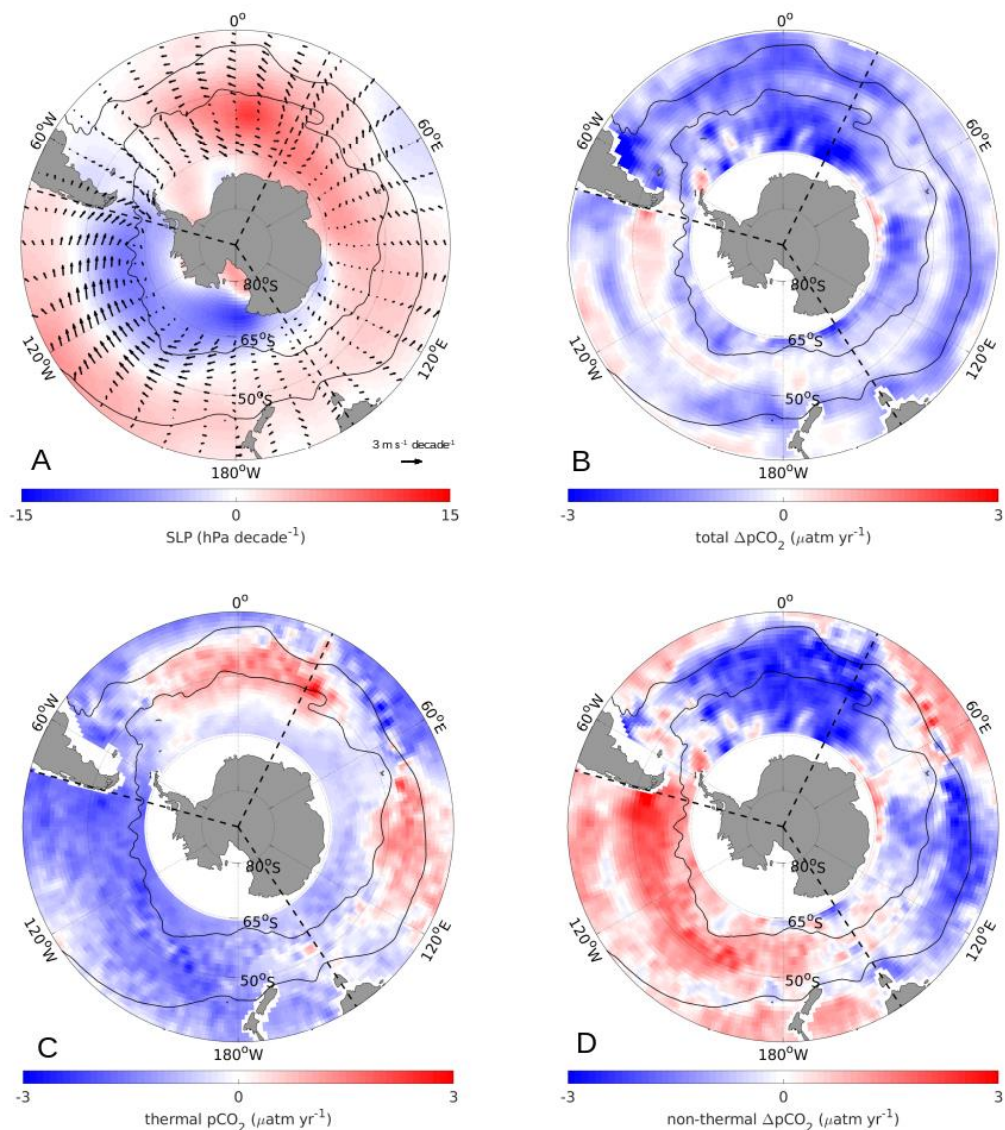 0°
60°W
60°E
80°S
65°S
50°S
120°W
120°E
180°W
A
3 m s⁻¹ decade⁻¹
-15 0 15
SLP (hPa decade⁻¹)
0°
60°W
60°E
80°S
65°S
50°S
120°W
120°E
180°W
B
-3 0 3
total ΔpCO₂ (μatm yr⁻¹)
0°
60°W
60°E
80°S
65°S
50°S
120°W
120°E
180°W
C
-3 0 3
thermal pCO₂ (μatm yr⁻¹)
0°
60°W
60°E
80°S
65°S
50°S
120°W
120°E
180°W
D
-3 0 3
non-thermal ΔpCO₂ (μatm yr⁻¹)